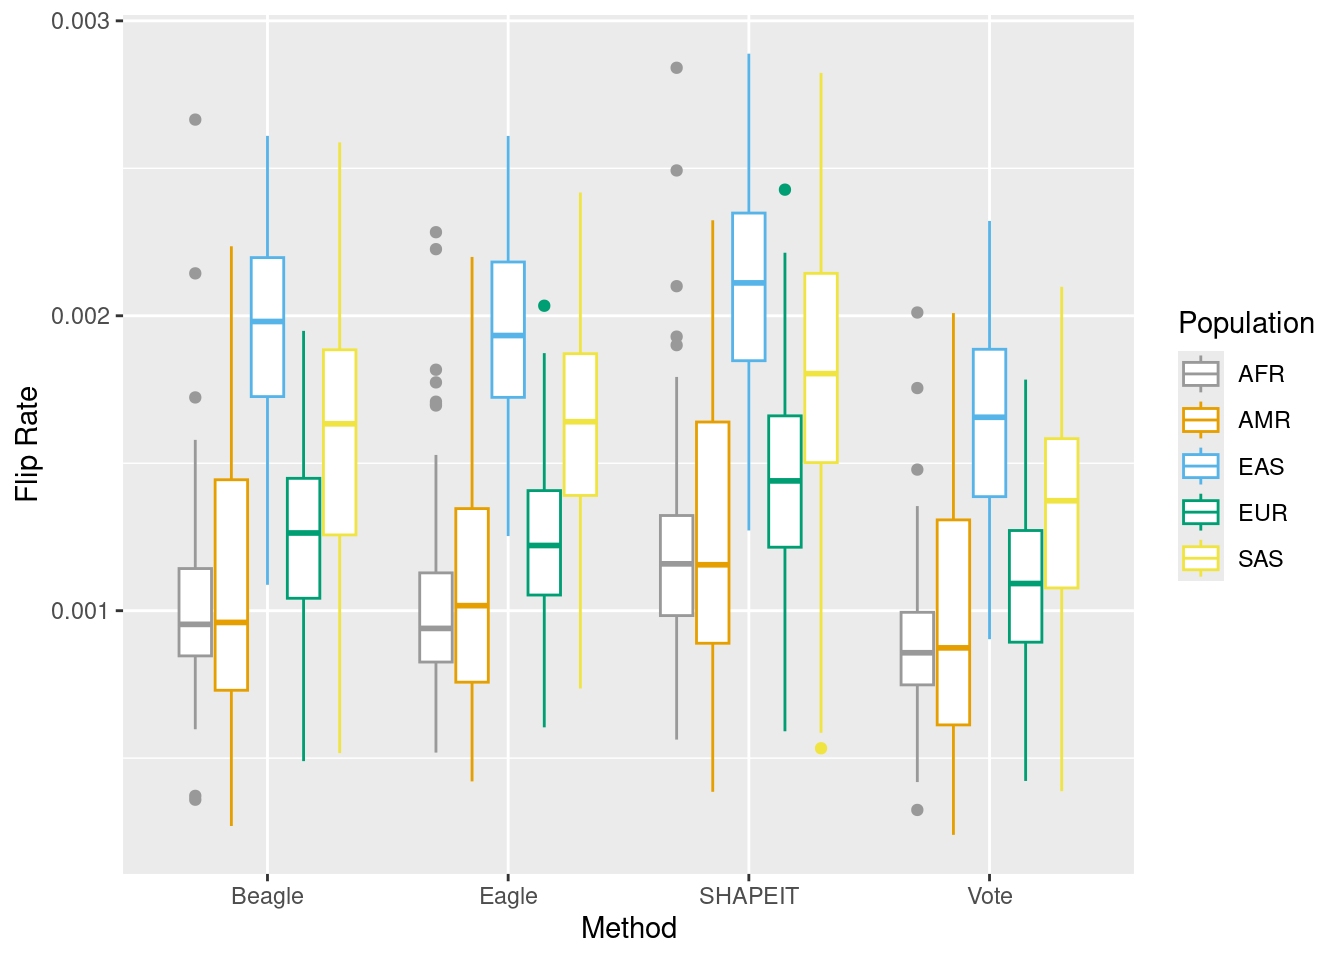 0.003
0.002
0.001
Flip Rate
Beagle
Eagle
SHAPEIT
Vote
Method
Population
AFR
AMR
EAS
EUR
SAS